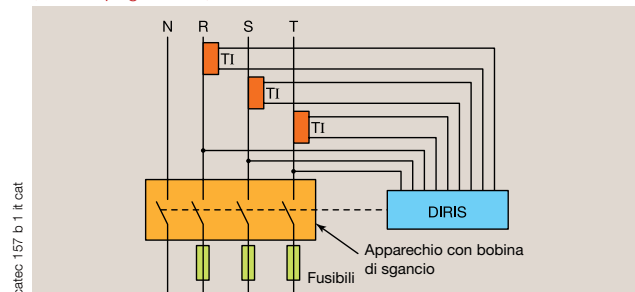 N R S T
TI
TI
TI
DIRIS
Apparechio con bobina
di sgancio
Fusibili
catec 157 b 1 it cat